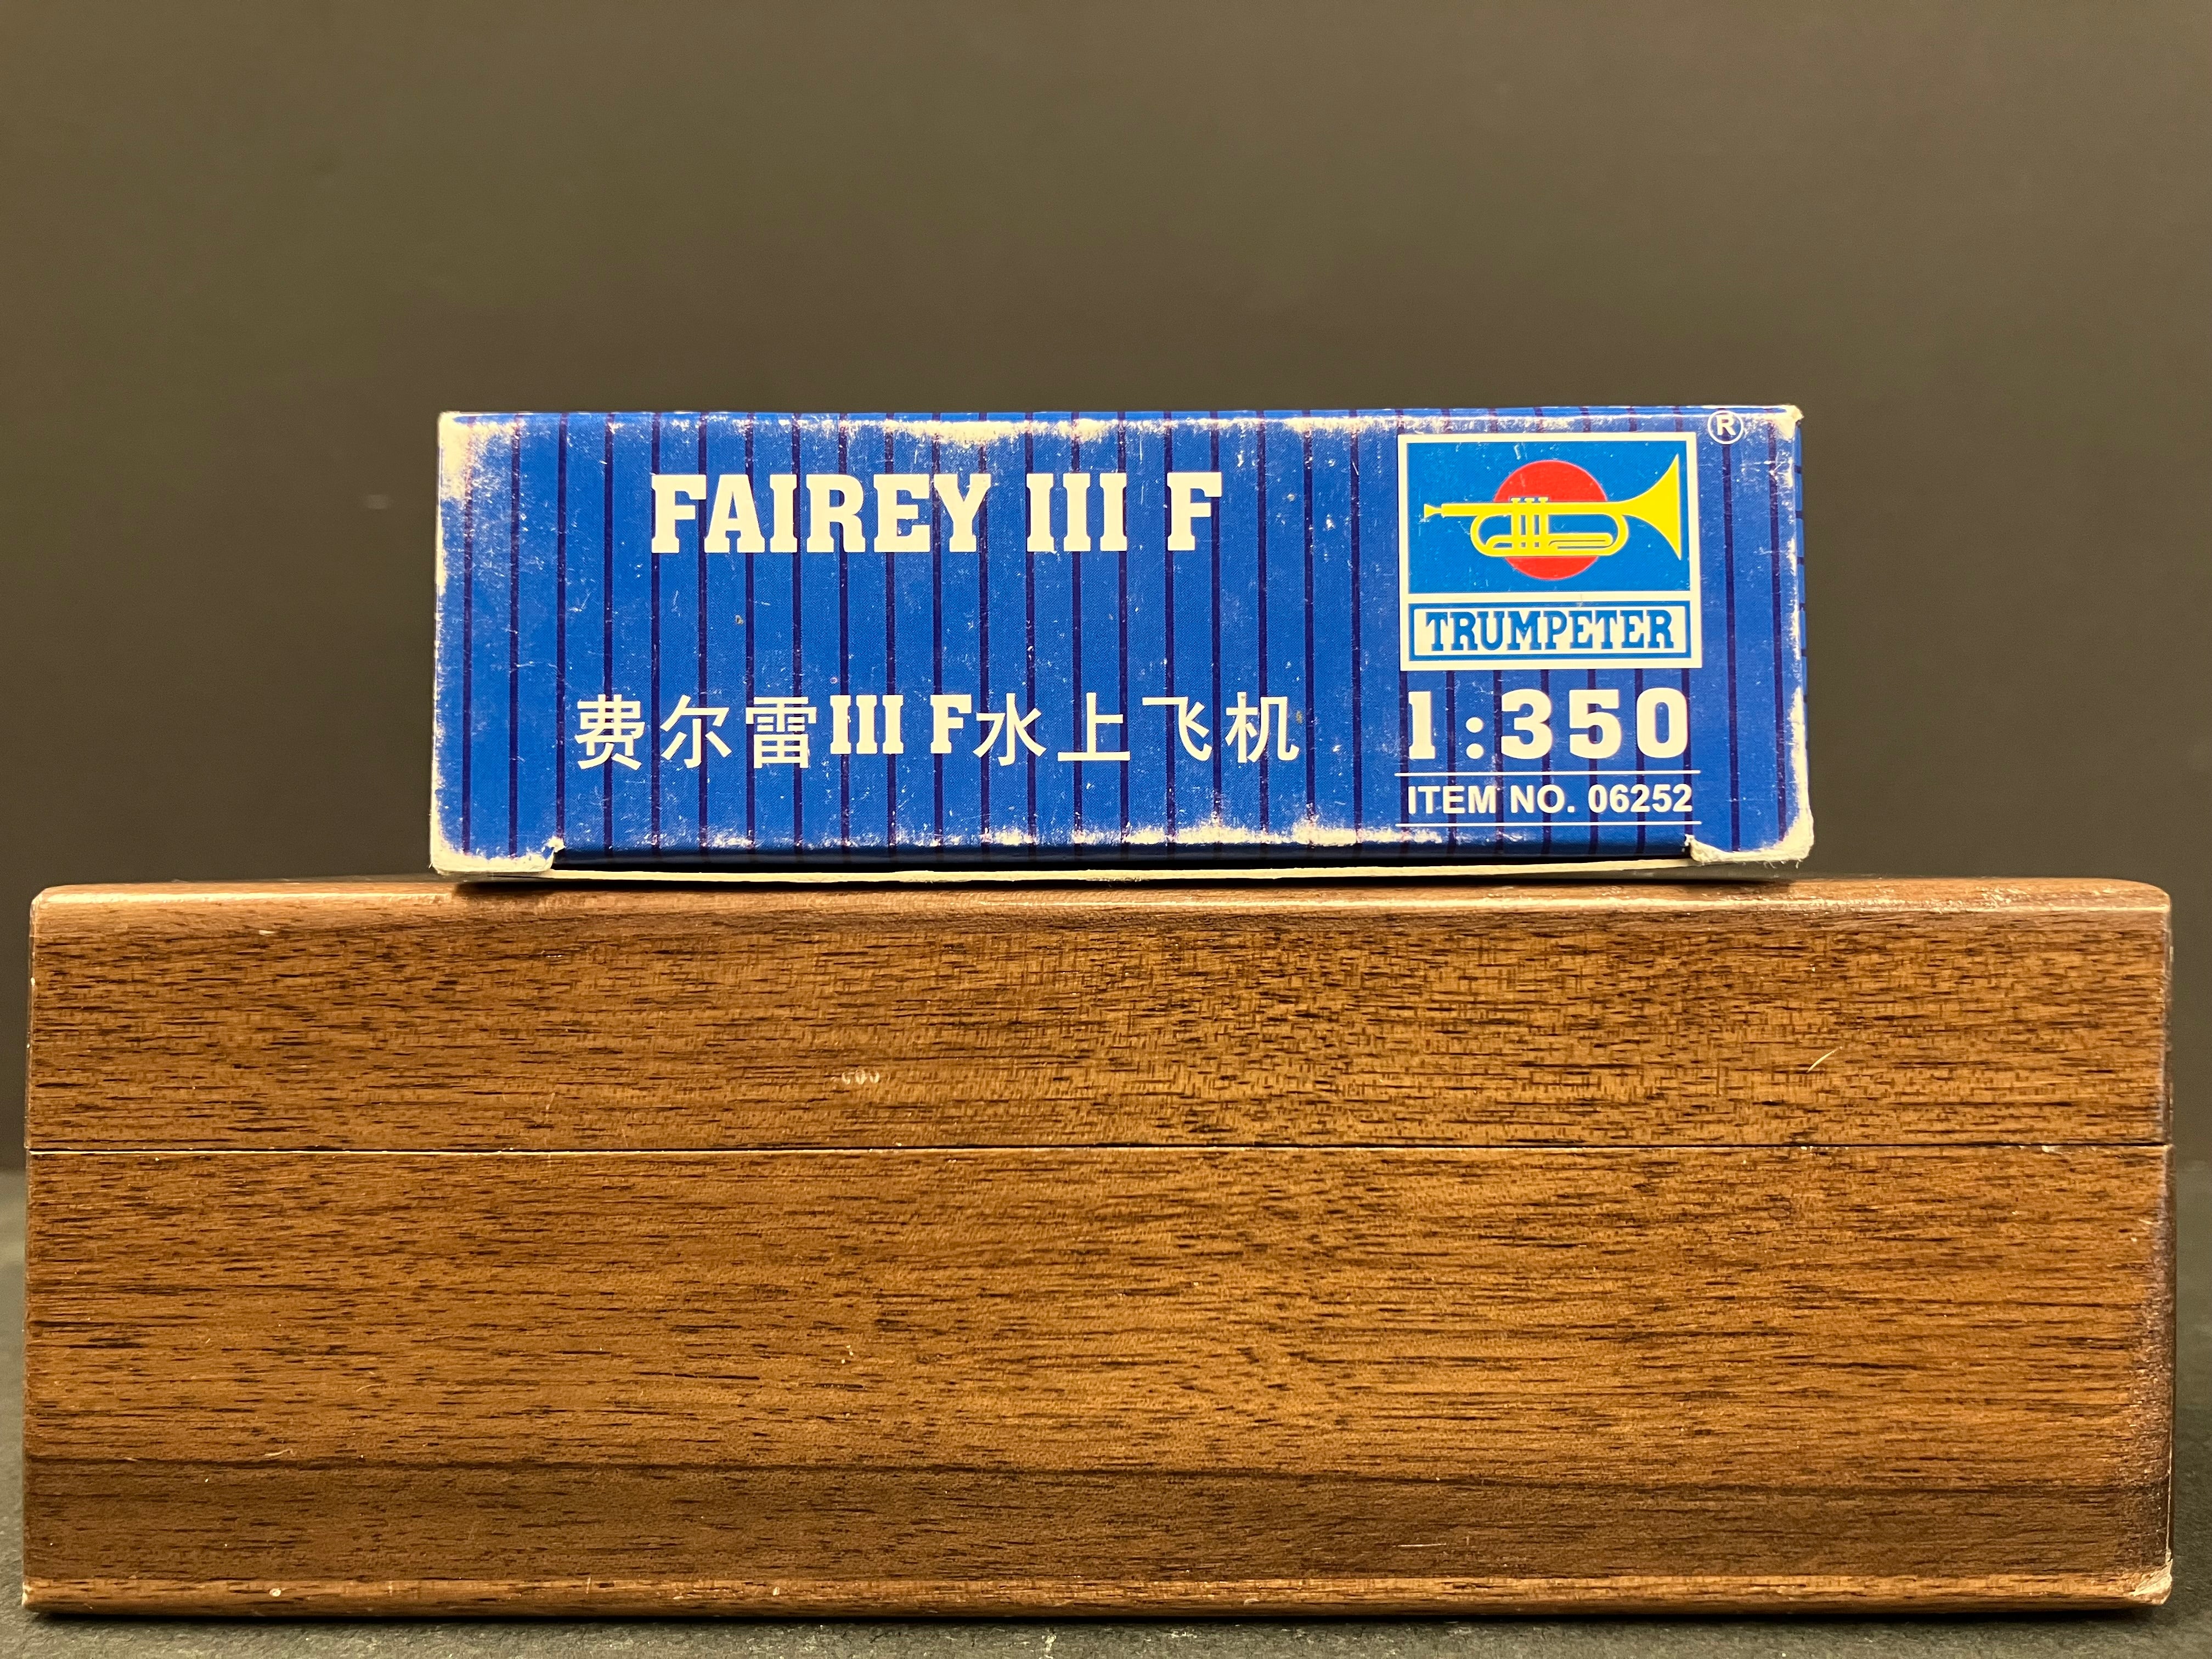 FAIREY III F
®
TRUMPETER
费尔雷III F水上飞机
1:350
ITEM NO. 06252